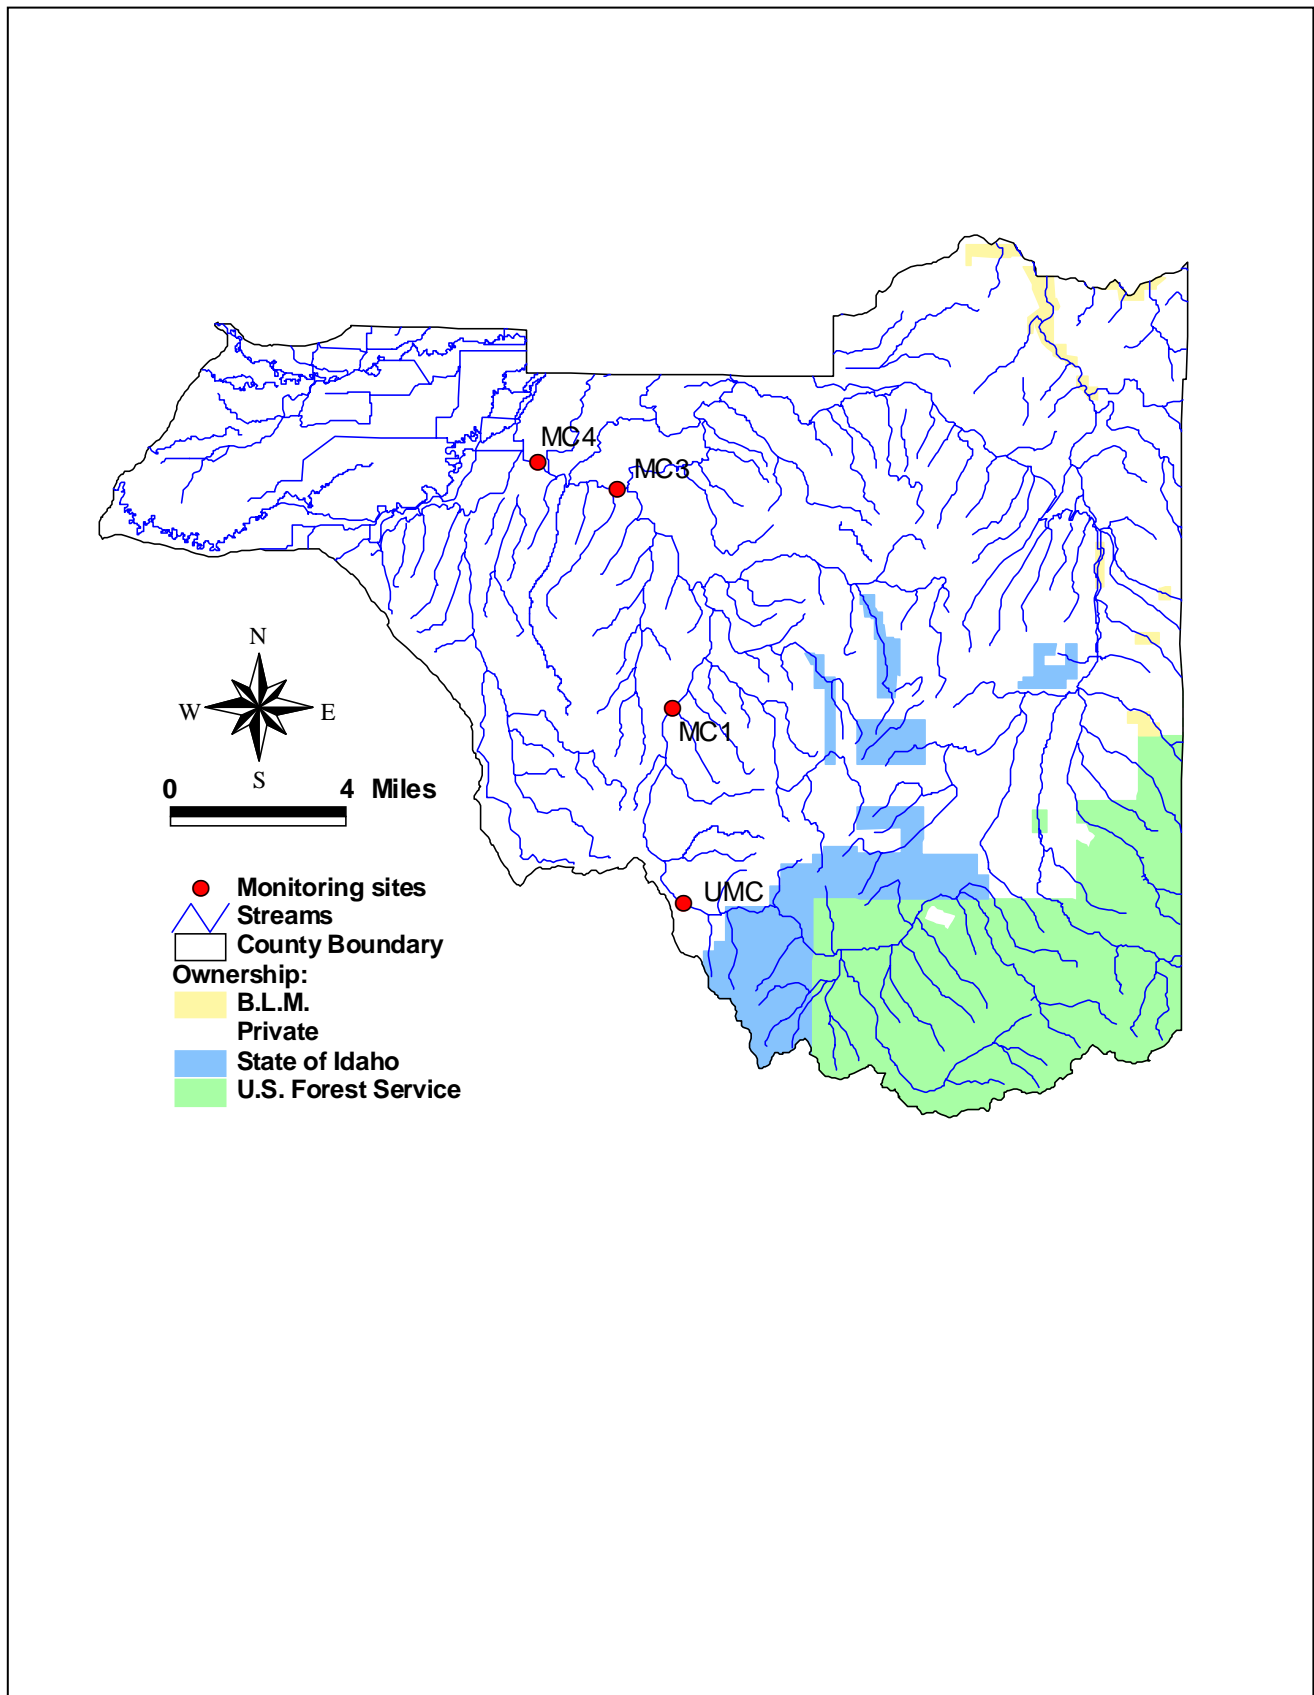 MC4
MC3
N
W
E
S
MC1
0 4 Miles
UMC
Monitoring sites
Streams
County Boundary
Ownership:
B.L.M.
Private
State of Idaho
U.S. Forest Service